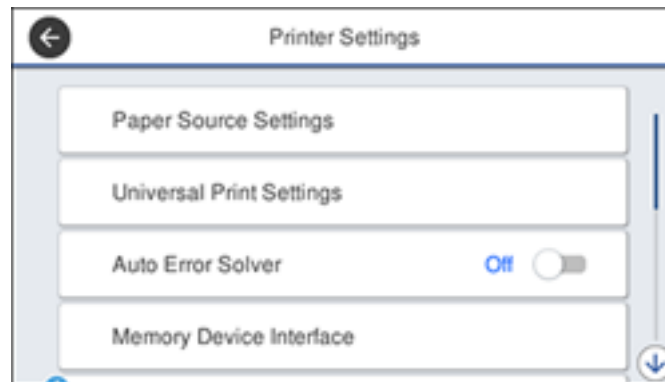 Printer Settings
Paper Source Settings
Universal Print Settings
Auto Error Solver Off
Memory Device Interface